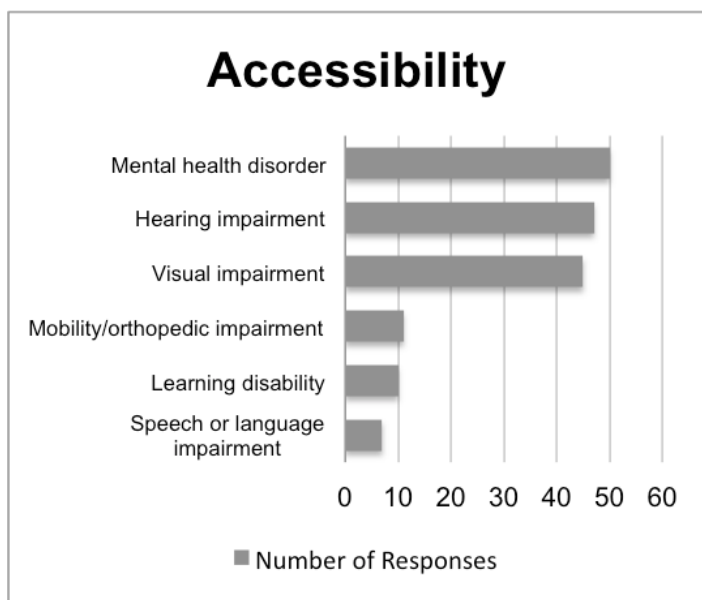 Accessibility
Mental health disorder
Hearing impairment
Visual impairment
Mobility/orthopedic impairment
Learning disability
Speech or language
impairment
0 10 20 30 40 50 60
Number of Responses